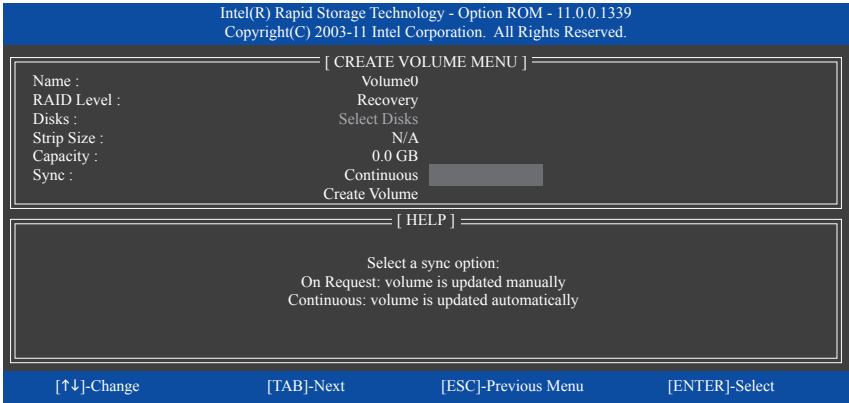 Intel(R) Rapid Storage Technology - Option ROM - 11.0.0.1339
Copyright(C) 2003-11 Intel Corporation. All Rights Reserved.
[ CREATE VOLUME MENU ]
Name : Volume0
RAID Level : Recovery
Disks : Select Disks
Strip Size : N/A
Capacity : 0.0 GB
Sync : Continuous
Create Volume
[ HELP ]
Select a sync option:
On Request: volume is updated manually
Continuous: volume is updated automatically
[↑↓]-Change [TAB]-Next [ESC]-Previous Menu [ENTER]-Select